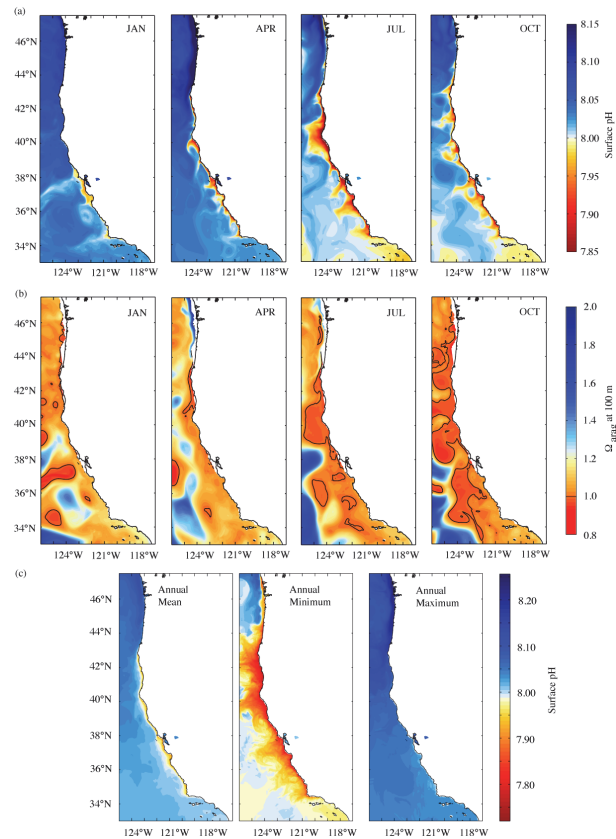 (a)
JAN
APR
JUL
OCT
46°N
44°N
42°N
40°N
38°N
36°N
34°N
124°W 121°W 118°W
124°W 121°W 118°W
124°W 121°W 118°W
124°W 121°W 118°W
8.15
8.10
8.05
8.00
7.95
7.90
7.85
Surface pH
(b)
JAN
APR
JUL
OCT
46°N
44°N
42°N
40°N
38°N
36°N
34°N
124°W 121°W 118°W
124°W 121°W 118°W
124°W 121°W 118°W
124°W 121°W 118°W
2.0
1.8
1.6
1.4
1.2
1.0
0.8
Ω arag at 100 m
(c)
Annual
Mean
Annual
Minimum
Annual
Maximum
46°N
44°N
42°N
40°N
38°N
36°N
34°N
124°W 121°W 118°W
124°W 121°W 118°W
124°W 121°W 118°W
8.20
8.10
8.00
7.90
7.80
Surface pH